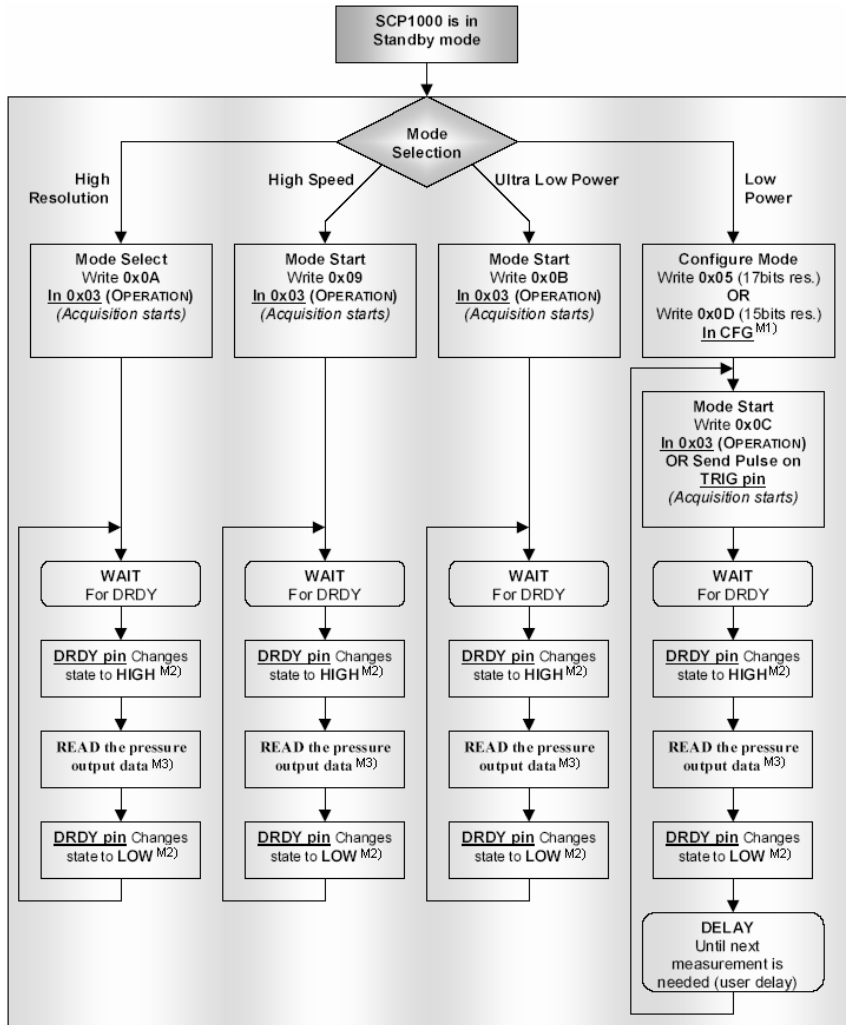 SCP1000 is in
Standby mode
Mode
Selection
High
Resolution
High Speed
Ultra Low Power
Low
Power
Mode Select
Write 0x0A
In 0x03 (OPERATION)
(Acquisition starts)
Mode Start
Write 0x09
In 0x03 (OPERATION)
(Acquisition starts)
Mode Start
Write 0x0B
In 0x03 (OPERATION)
(Acquisition starts)
Configure Mode
Write 0x05 (17bits res.)
OR
Write 0x0D (15bits res.)
In CFG M1)
Mode Start
Write 0x0C
In 0x03 (OPERATION)
OR Send Pulse on
TRIG pin
(Acquisition starts)
WAIT
For DRDY
WAIT
For DRDY
WAIT
For DRDY
WAIT
For DRDY
DRDY pin Changes
state to HIGH M2)
DRDY pin Changes
state to HIGH M2)
DRDY pin Changes
state to HIGH M2)
DRDY pin Changes
state to HIGH M2)
READ the pressure
output data M3)
READ the pressure
output data M3)
READ the pressure
output data M3)
READ the pressure
output data M3)
DRDY pin Changes
state to LOW M2)
DRDY pin Changes
state to LOW M2)
DRDY pin Changes
state to LOW M2)
DRDY pin Changes
state to LOW M2)
DELAY
Until next
measurement is
needed (user delay)